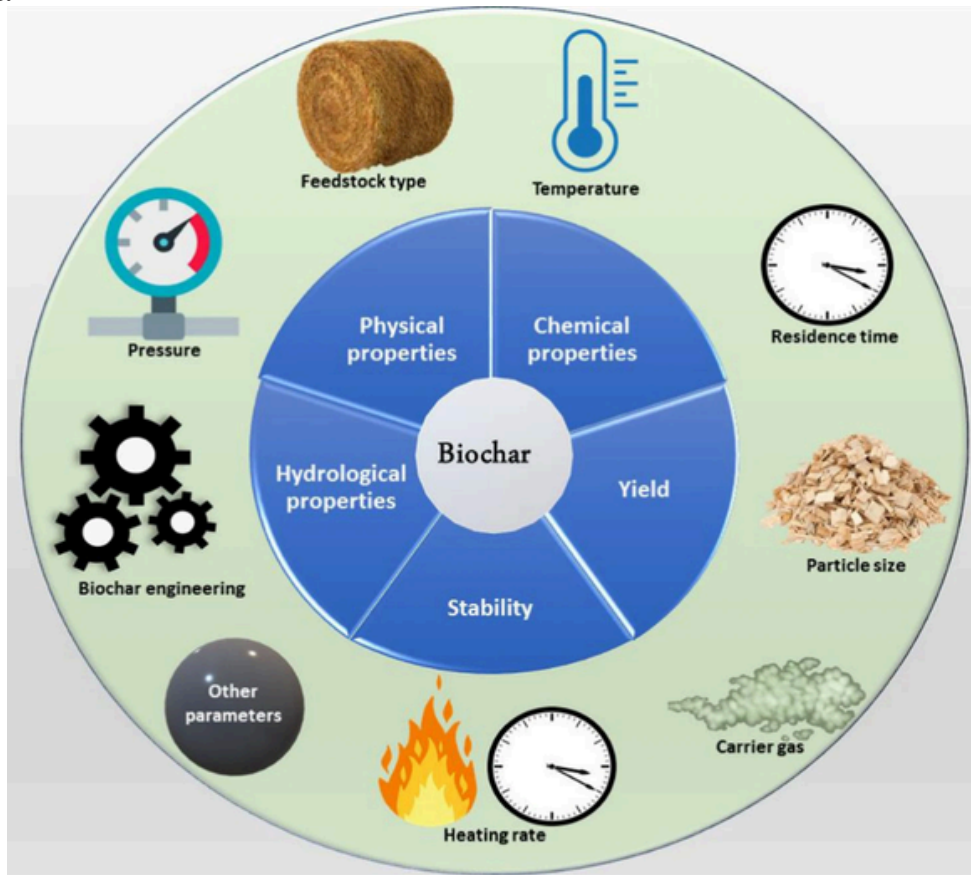 Feedstock type
Temperature
Pressure
Residence time
Physical
properties
Chemical
properties
Biochar
Hydrological
properties
Yield
Stability
Particle size
Biochar engineering
Other
parameters
Carrier gas
Heating rate